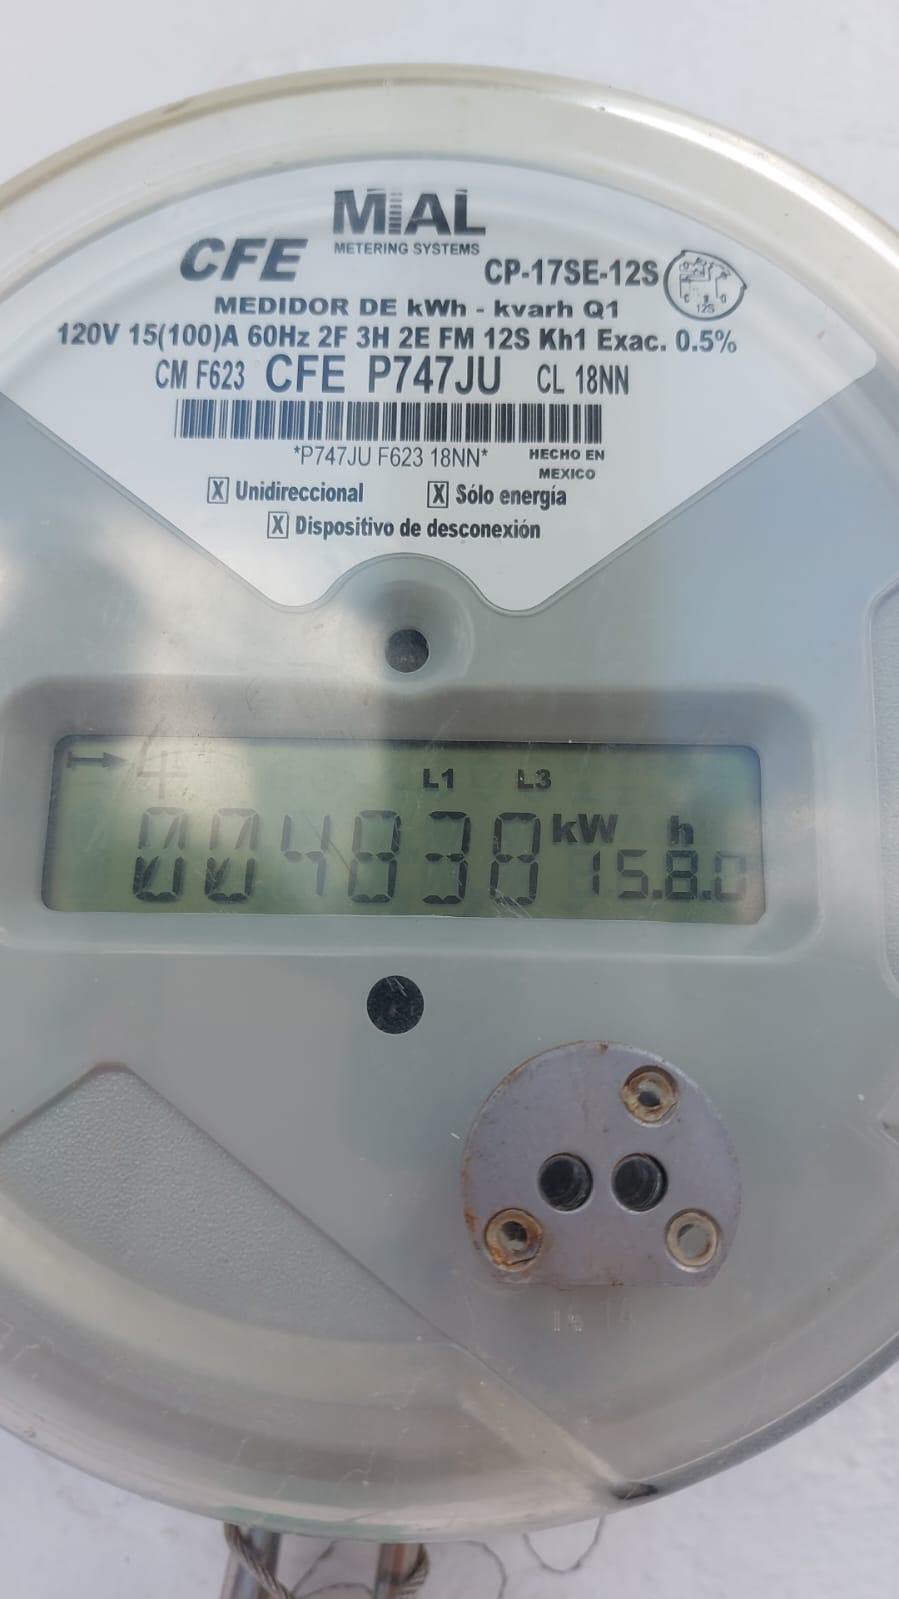 MIAL
METERING SYSTEMS
CFE
CP-17SE-12S
12S
MEDIDOR DE kWh - kvarh Q1
120V 15(100)A 60Hz 2F 3H 2E FM 12S Kh1 Exac. 0.5%
CM F623 CFE P747JU CL 18NN
*P747JU F623 18NN*
HECHO EN
MEXICO
X Unidireccional X Sólo energía
X Dispositivo de desconexión
L1 L3
004838 kW h 15.8.0